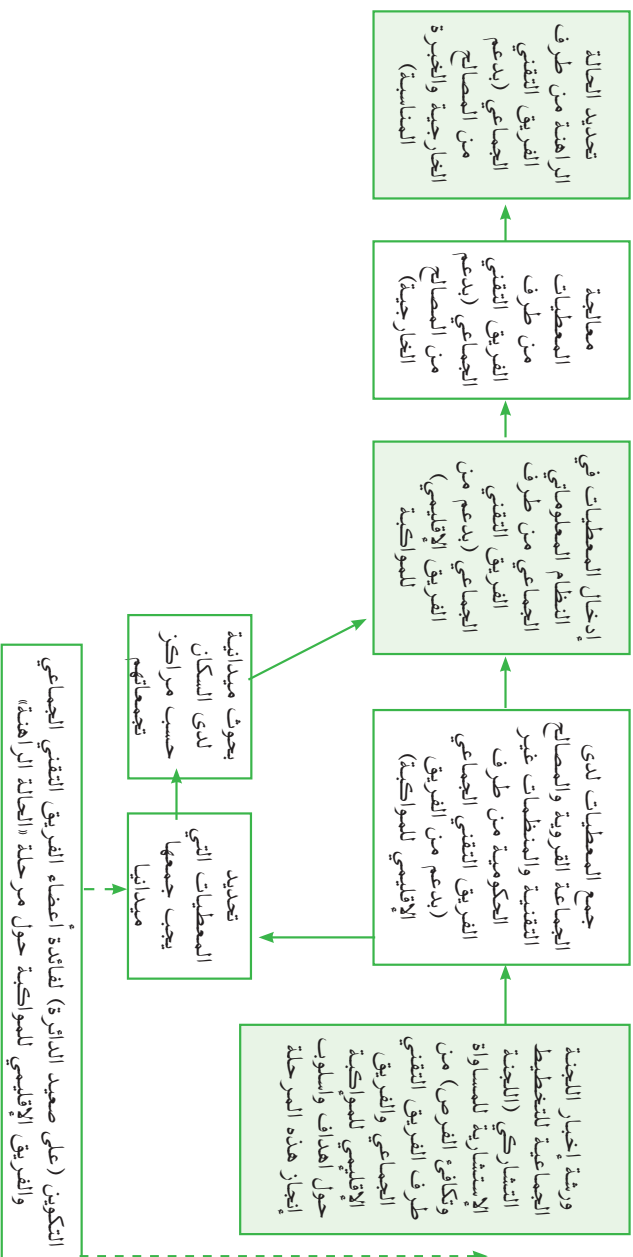 ورشة إخبار اللجنة
الجماعية للتخطيط
التشاركي (اللجنة
الإستشارية للمساواة
وتكافئ الفرص) من
طرف الفريق التقني
الجماعي والفريق
الإقليمي للمواكبة
حول اهداف واسلوب
إنجاز هذه المرحلة
جمع المعطيات لدى
الجماعة القروية والمصالح
التقنية والمنظمات غير
الحكومية من طرف
الفريق التقني الجماعي
(بدعم من الفريق
الإقليمي للمواكبة)
إدخال المعطيات في
النظام المعلوماتي
الجماعي من طرف
الفريق التقني
الجماعي (بدعم من
الفريق الإقليمي)
للمواكبة
معالجة
المعطيات
من طرف
الفريق التقني
الجماعي (بدعم
من المصالح
الخارجية)
تحديد الحالة
الراهنة من طرف
الفريق التقني
الجماعي (بدعم
من المصالح
الخارجية والخبرة
المناسبة)
تحديد
المعطيات التي
يجب جمعها
ميدانيا
بحوث ميدانية
لدى السكان
حسب مراكز
تجمعاتهم
التكوين (على صعيد الدائرة) لفائدة أعضاء الفريق التقني الجماعي
والفريق الإقليمي للمواكبة حول مرحلة «الحالة الراهنة»